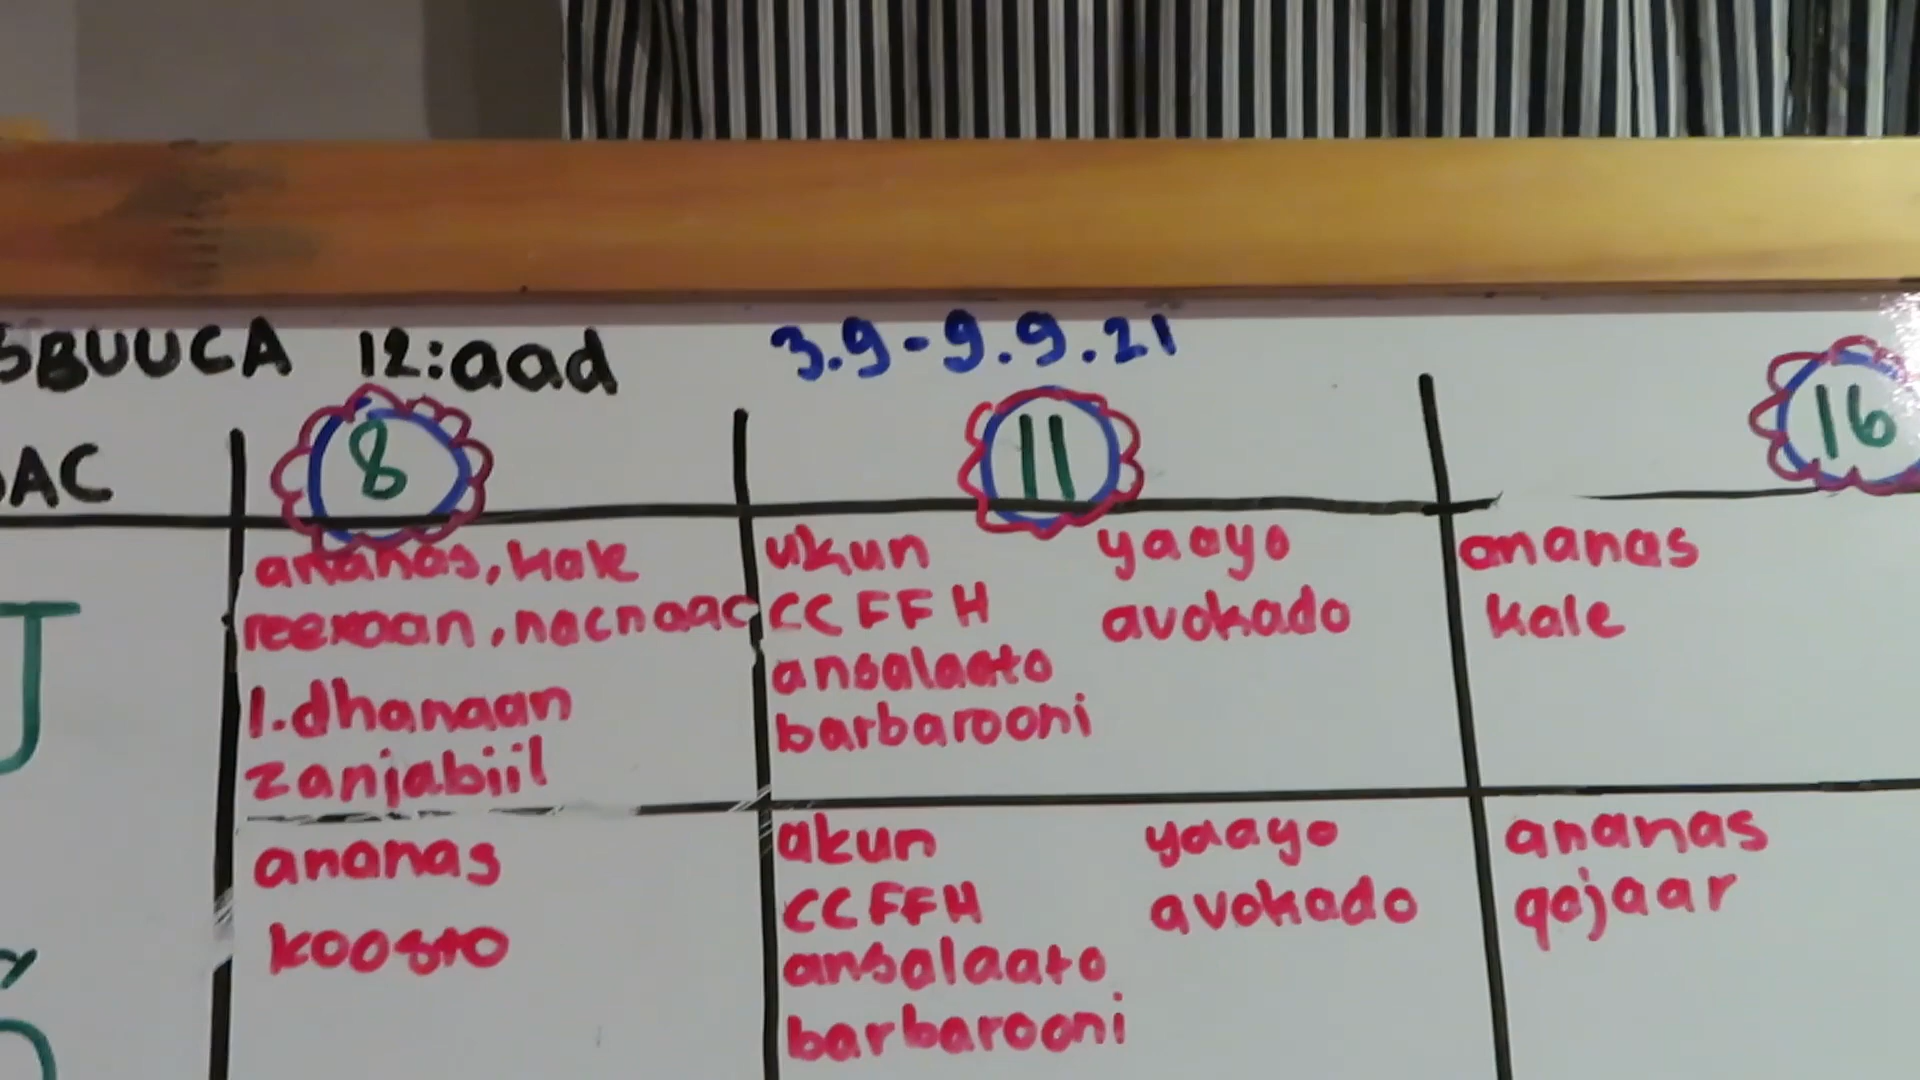 SBUUCA 12:aad 3.9-9.9.21
AC 8 11 16
ananas, kale
reexaan, nacnaac
l.dhanaan
zanjabiil
ukun yaayo
CCFFH avokado
ansalaato
barbarooni
ananas
kale
ananas
koosto
akun yaayo
CCFFH avokado
ansalaato
barbarooni
ananas
qajaar